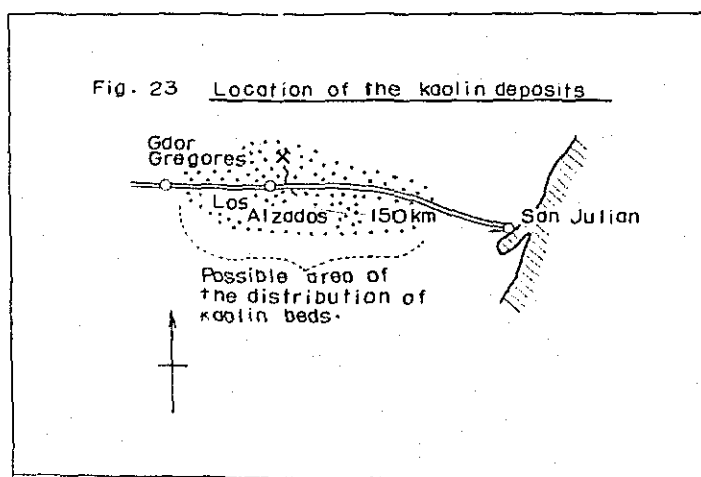 Fig. 23 Location of the kaolin deposits
Gdor
Gregores
Los
Alzados 150km
San Julian
Possible area of
the distribution of
kaolin beds.